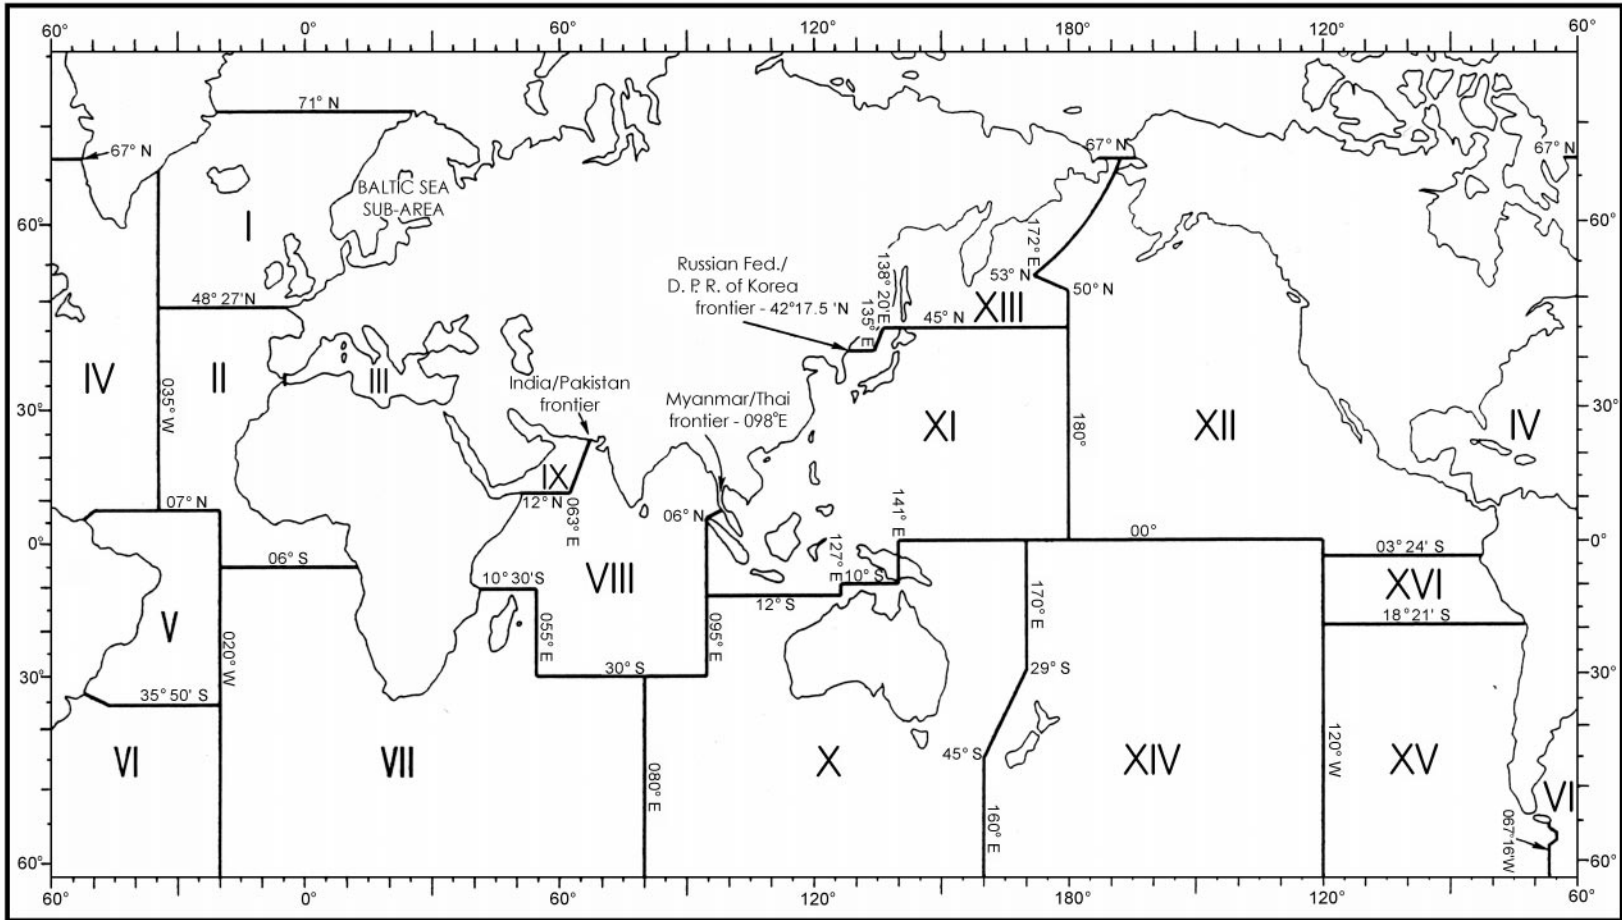 60° 0° 60° 120° 180° 120° 60°
71° N
67° N
67° N
67° N
BALTIC SEA
SUB-AREA
60°
60°
I
172° E
Russian Fed./
D. P. R. of Korea
frontier - 42°17.5 'N
138° 20'E
135° E
53° N
50° N
48° 27'N
XIII
45° N
IV
II
III
035° W
India/Pakistan
frontier
Myanmar/Thai
frontier - 098°E
30°
30°
XI
180°
XII
IV
IX
12° N
063° E
07° N
06° N
141° E
0°
00°
0°
03° 24' S
06° S
127° E
10° 30'S
VIII
10° S
12° S
170° E
XVI
18° 21' S
V
020° W
055° E
095° E
30°
30° S
29° S
30°
35° 50' S
VI
VII
080° E
X
45° S
XIV
120° W
XV
VI
160° E
067°16'W
60°
60°
60° 0° 60° 120° 180° 120° 60°